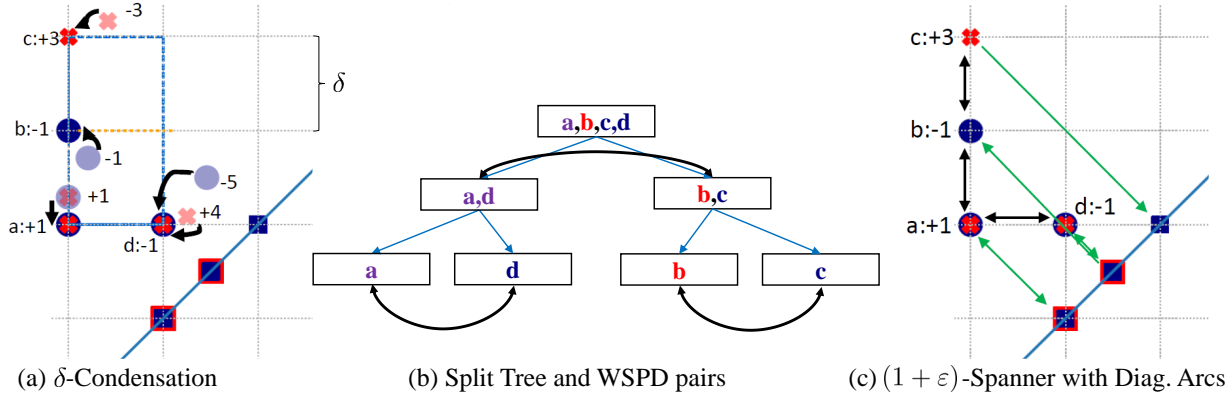 -3
c:+3
δ
b:-1
-1
+1
-5
+4
a:+1
d:-1
(a) δ-Condensation
a,b,c,d
a,d
b,c
a
d
b
c
(b) Split Tree and WSPD pairs
c:+3
b:-1
a:+1
d:-1
(c) (1 + ε)-Spanner with Diag. Arcs